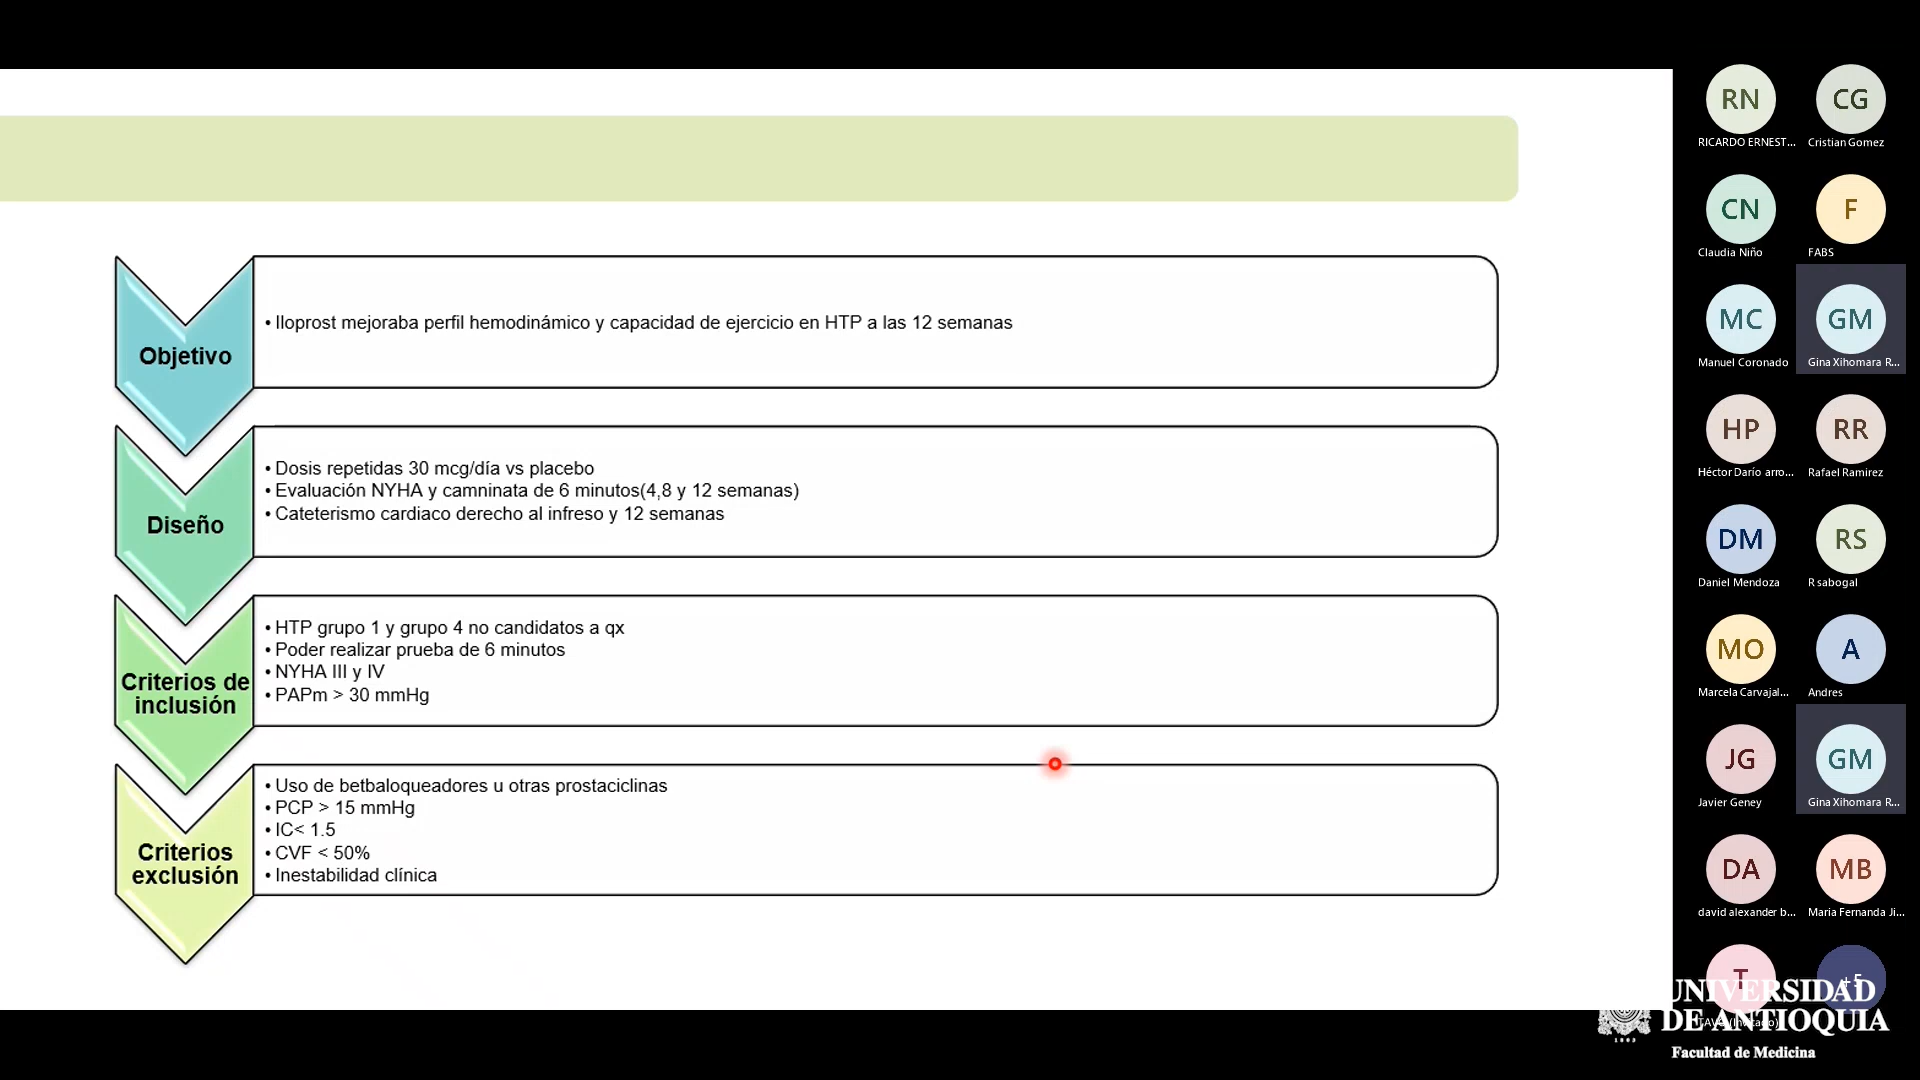 Objetivo
• Iloprost mejoraba perfil hemodinámico y capacidad de ejercicio en HTP a las 12 semanas
Diseño
• Dosis repetidas 30 mcg/día vs placebo
• Evaluación NYHA y camninata de 6 minutos(4,8 y 12 semanas)
• Cateterismo cardiaco derecho al infreso y 12 semanas
Criterios de
inclusión
• HTP grupo 1 y grupo 4 no candidatos a qx
• Poder realizar prueba de 6 minutos
• NYHA III y IV
• PAPm > 30 mmHg
Criterios
exclusión
• Uso de betbaloqueadores u otras prostaciclinas
• PCP > 15 mmHg
• IC< 1.5
• CVF < 50%
• Inestabilidad clínica
RN
RICARDO ERNEST...
CG
Cristian Gomez
CN
Claudia Niño
F
FABS
MC
Manuel Coronado
GM
Gina Xihomara R...
HP
Héctor Darío arro...
RR
Rafael Ramirez
DM
Daniel Mendoza
RS
R sabogal
MO
Marcela Carvajal...
A
Andres
JG
Javier Geney
GM
Gina Xihomara R...
DA
david alexander b...
MB
Maria Fernanda Ji...
T
+5
UNIVERSIDAD
DE ANTIOQUIA
1803
Facultad de Medicina